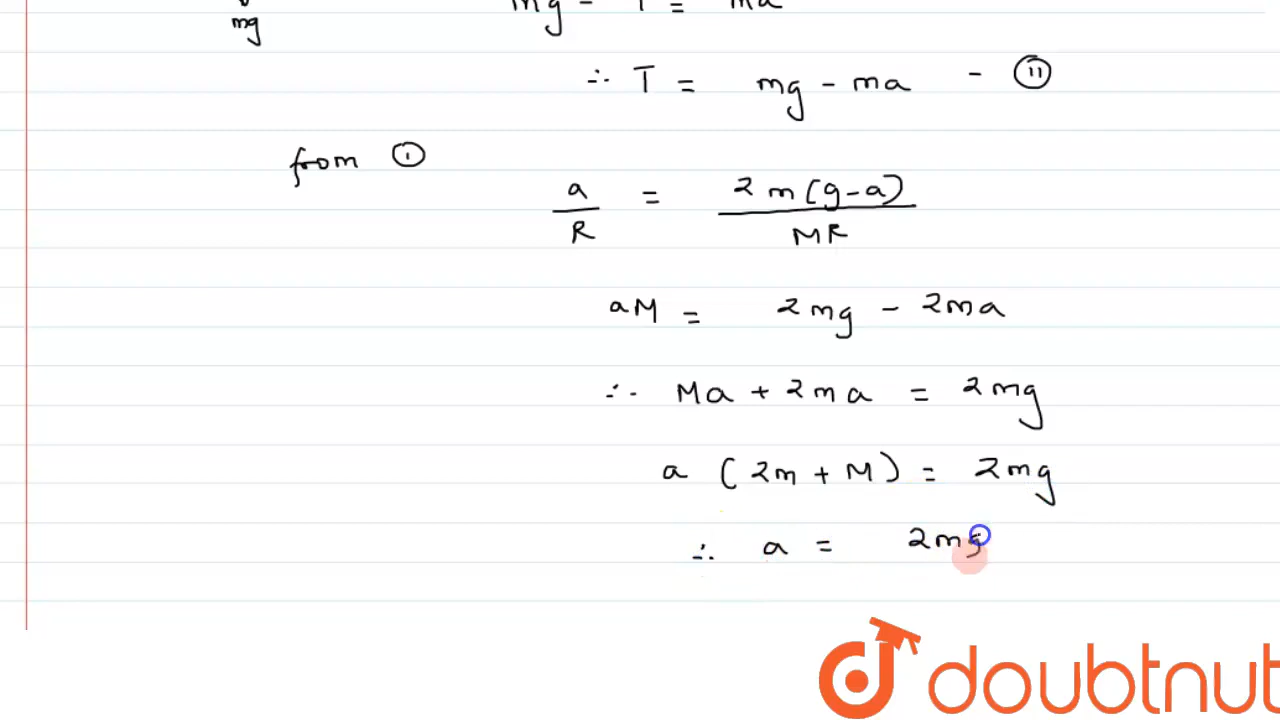 mg
mg - T = ma
∴ T = mg - ma - (ii)
from (1)
a/R = 2m(g-a)/MR
aM = 2mg - 2ma
∴ Ma + 2ma = 2mg
a (2m + M) = 2mg
∴ a = 2mg
doubtnut